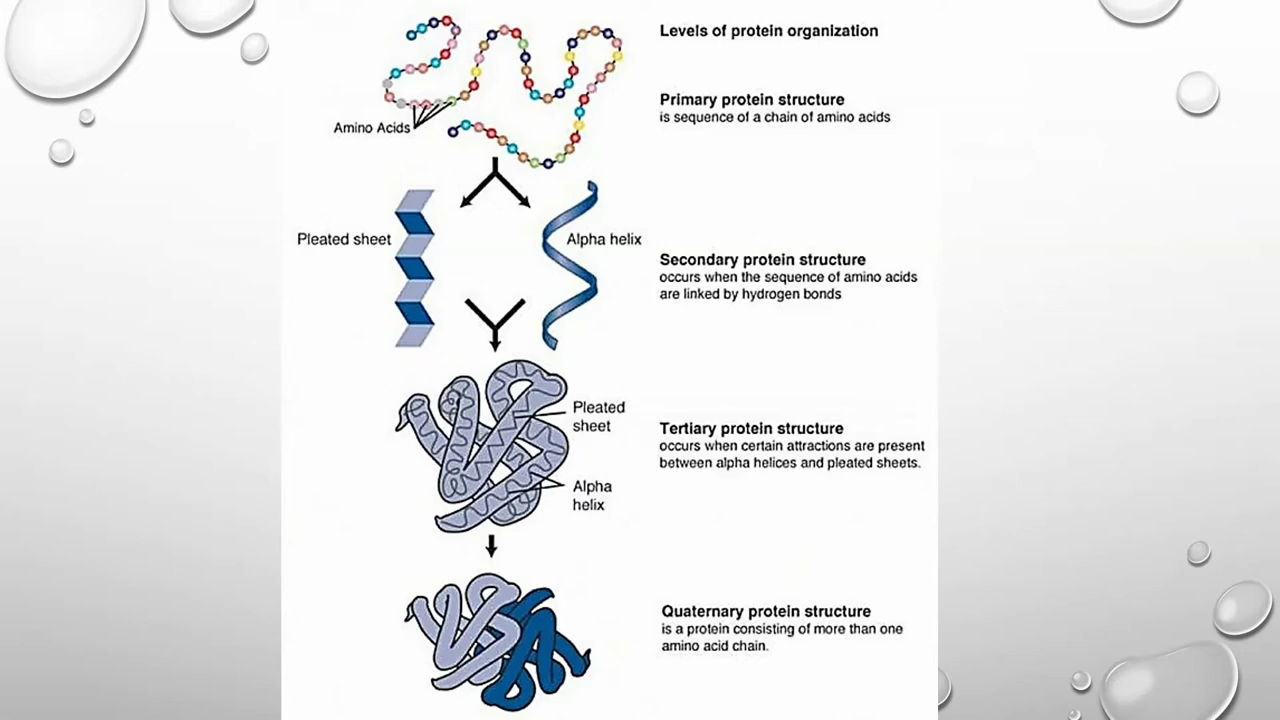 Levels of protein organization
Primary protein structure
is sequence of a chain of amino acids
Amino Acids
Pleated sheet
Alpha helix
Secondary protein structure
occurs when the sequence of amino acids
are linked by hydrogen bonds
Pleated
sheet
Alpha
helix
Tertiary protein structure
occurs when certain attractions are present
between alpha helices and pleated sheets.
Quaternary protein structure
is a protein consisting of more than one
amino acid chain.